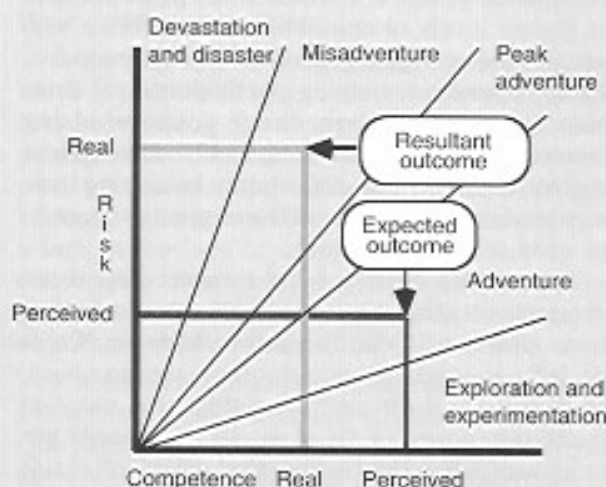 Devastation
and disaster
Misadventure
Peak
adventure
Real
Resultant
outcome
Risk
Expected
outcome
Adventure
Perceived
Exploration and
experimentation
Competence Real Perceived